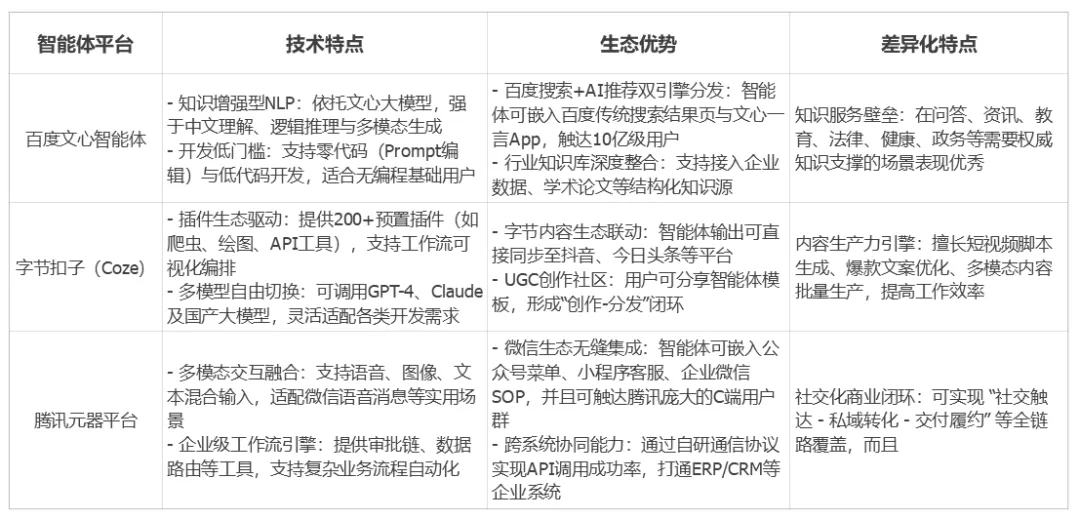 智能体平台
技术特点
生态优势
差异化特点
百度文心智能体
- 知识增强型NLP：依托文心大模型，强
于中文理解、逻辑推理与多模态生成
- 开发低门槛：支持零代码（Prompt编
辑）与低代码开发，适合无编程基础用户
- 百度搜索+AI推荐双引擎分发：智能
体可嵌入百度传统搜索结果页与文心一
言App，触达10亿级用户
- 行业知识库深度整合：支持接入企业
数据、学术论文等结构化知识源
知识服务壁垒：在问答、资讯、教
育、法律、健康、政务等需要权威
知识支撑的场景表现优秀
字节扣子（Coze）
- 插件生态驱动：提供200+预置插件（如
爬虫、绘图、API工具），支持工作流可
视化编排
- 多模型自由切换：可调用GPT-4、Claude
及国产大模型，灵活适配各类开发需求
- 字节内容生态联动：智能体输出可直
接同步至抖音、今日头条等平台
- UGC创作社区：用户可分享智能体模
板，形成“创作-分发”闭环
内容生产力引擎：擅长短视频脚本
生成、爆款文案优化、多模态内容
批量生产，提高工作效率
腾讯元器平台
- 多模态交互融合：支持语音、图像、文
本混合输入，适配微信语音消息等实用场
景
- 企业级工作流引擎：提供审批链、数据
路由等工具，支持复杂业务流程自动化
- 微信生态无缝集成：智能体可嵌入公
众号菜单、小程序客服、企业微信
SOP，并且可触达腾讯庞大的C端用户
群
- 跨系统协同能力：通过自研通信协议
实现API调用成功率，打通ERP/CRM等
企业系统
社交化商业闭环：可实现 “社交触
达 - 私域转化 - 交付履约” 等全链
路覆盖，而且